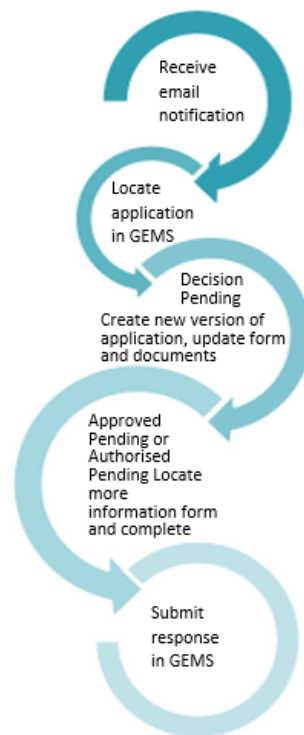 Receive
email
notification
Locate
application
in GEMS
Decision
Pending
Create new version of
application, update form
and documents
Approved
Pending or
Authorised
Pending Locate
more
information form
and complete
Submit
response
in GEMS